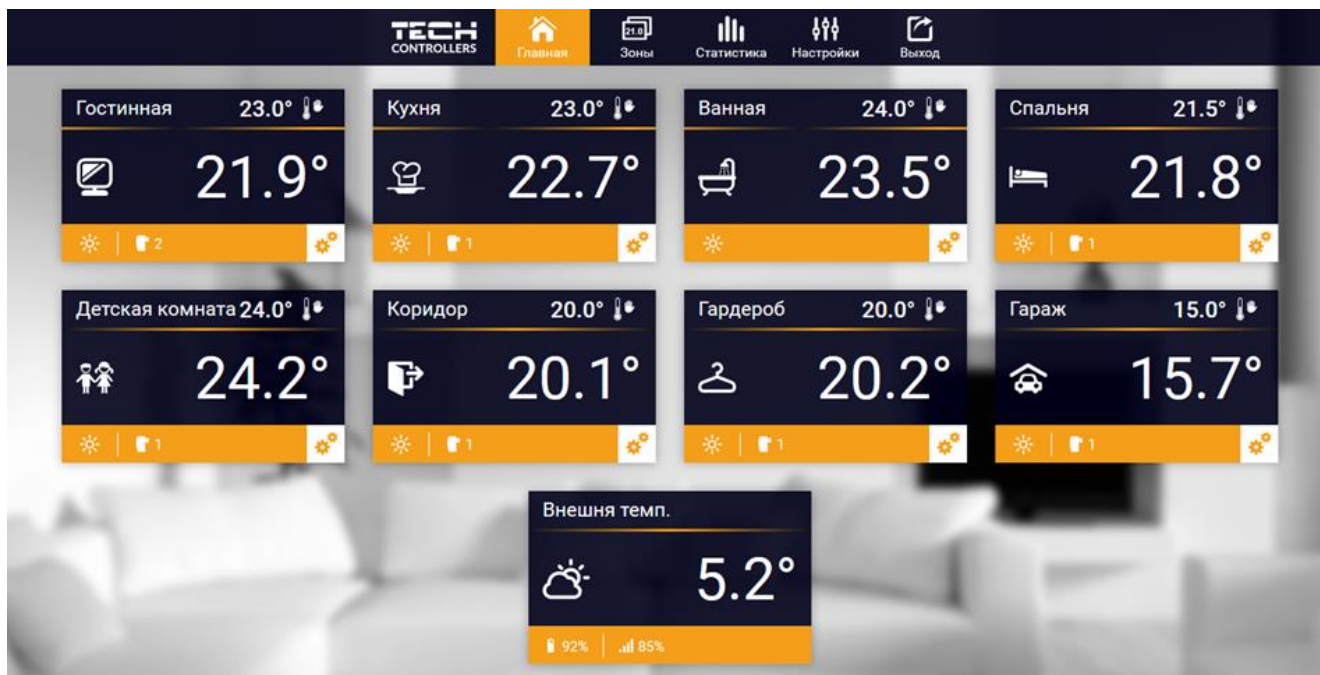 TECH
CONTROLLERS
Главная
21.0
Зоны
Статистика
Настройки
Выход
Гостинная 23.0°
21.9°
2
Кухня 23.0°
22.7°
1
Ванная 24.0°
23.5°
Спальня 21.5°
21.8°
1
Детская комната 24.0°
24.2°
1
Коридор 20.0°
20.1°
1
Гардероб 20.0°
20.2°
1
Гараж 15.0°
15.7°
1
Внешня темп.
5.2°
92% 85%